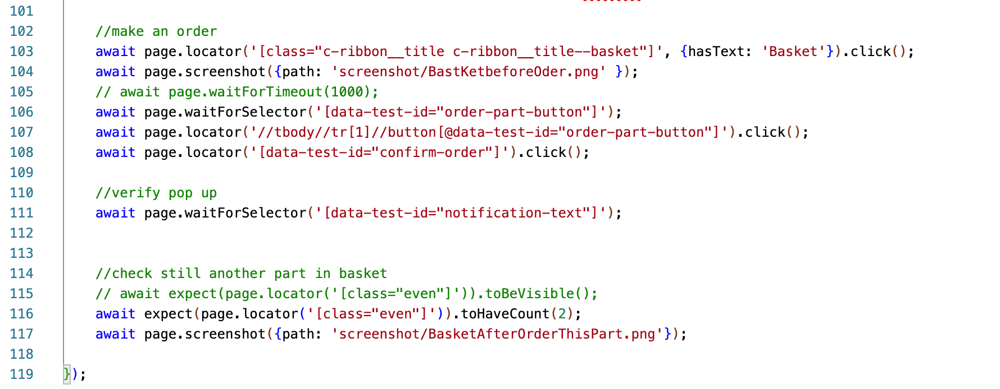 101
102 //make an order
103 await page.locator('[class="c-ribbon__title c-ribbon__title--basket"]', {hasText: 'Basket'}).click();
104 await page.screenshot({path: 'screenshot/BastKetbeforeOder.png' });
105 // await page.waitForTimeout(1000);
106 await page.waitForSelector('[data-test-id="order-part-button"]');
107 await page.locator('//tbody//tr[1]//button[@data-test-id="order-part-button"]').click();
108 await page.locator('[data-test-id="confirm-order"]').click();
109
110 //verify pop up
111 await page.waitForSelector('[data-test-id="notification-text"]');
112
113
114 //check still another part in basket
115 // await expect(page.locator('[class="even"]')).toBeVisible();
116 await expect(page.locator('[class="even"]')).toHaveCount(2);
117 await page.screenshot({path: 'screenshot/BasketAfterOrderThisPart.png'});
118
119 });